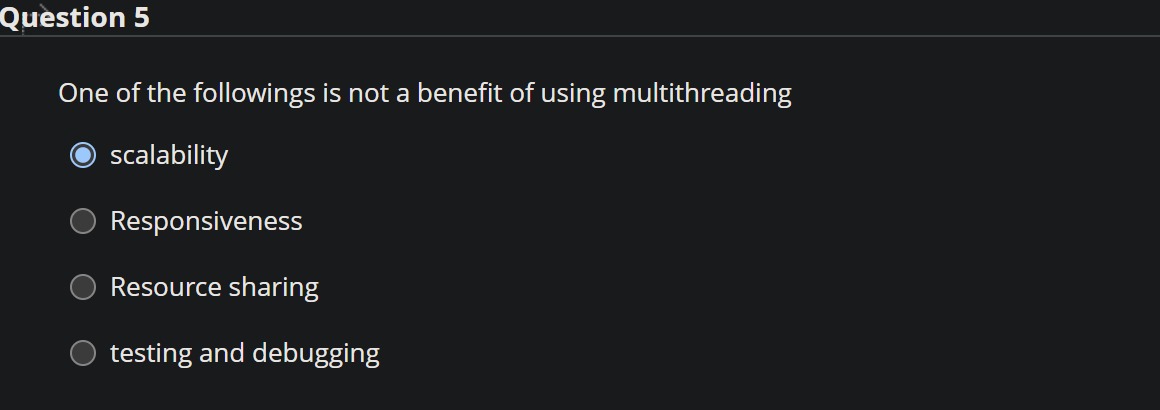 Question 5
One of the followings is not a benefit of using multithreading
scalability
Responsiveness
Resource sharing
testing and debugging